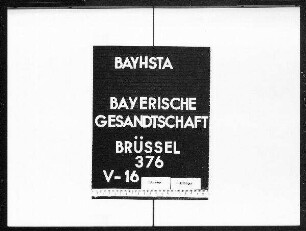 BAYHSTA
BAYERISCHE
GESANDTSCHAFT
BRÜSSEL
376
V-16